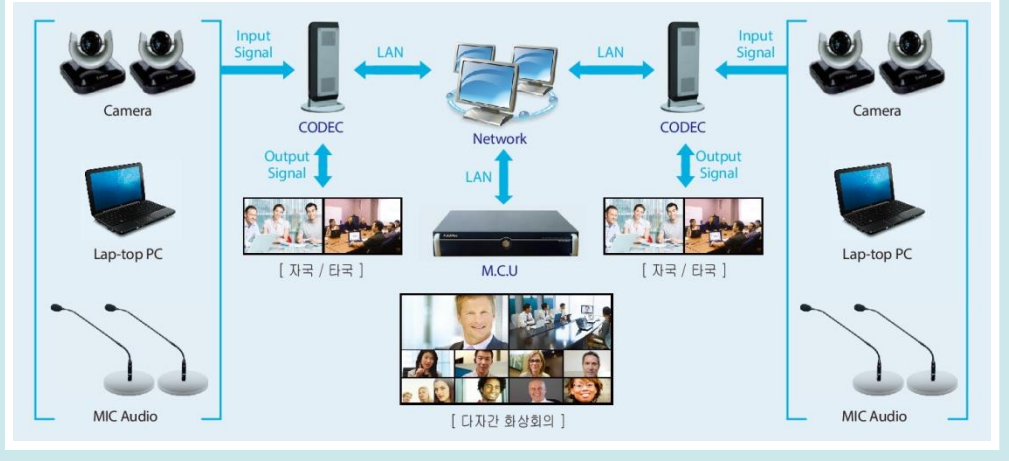 Input
Signal
LAN
LAN
Input
Signal
Camera
CODEC
Network
CODEC
Camera
Output
Signal
LAN
Output
Signal
Lap-top PC
[ 자국 / 타국 ]
M.C.U
[ 자국 / 타국 ]
Lap-top PC
MIC Audio
[ 다자간 화상회의 ]
MIC Audio